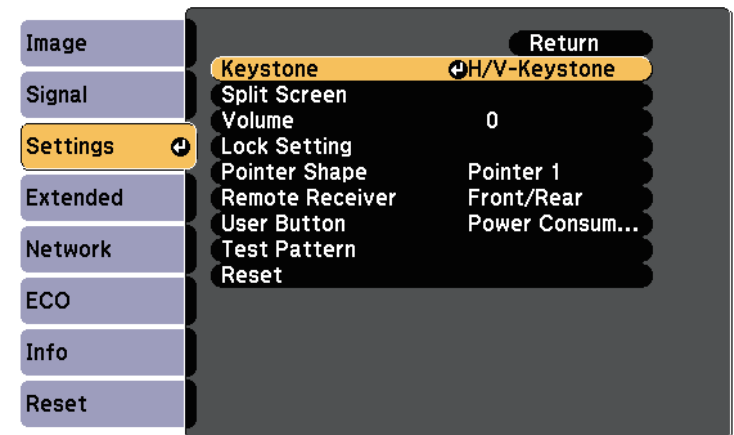 Image
Signal
Settings
Extended
Network
ECO
Info
Reset
Return
Keystone H/V-Keystone
Split Screen
Volume 0
Lock Setting
Pointer Shape Pointer 1
Remote Receiver Front/Rear
User Button Power Consum...
Test Pattern
Reset